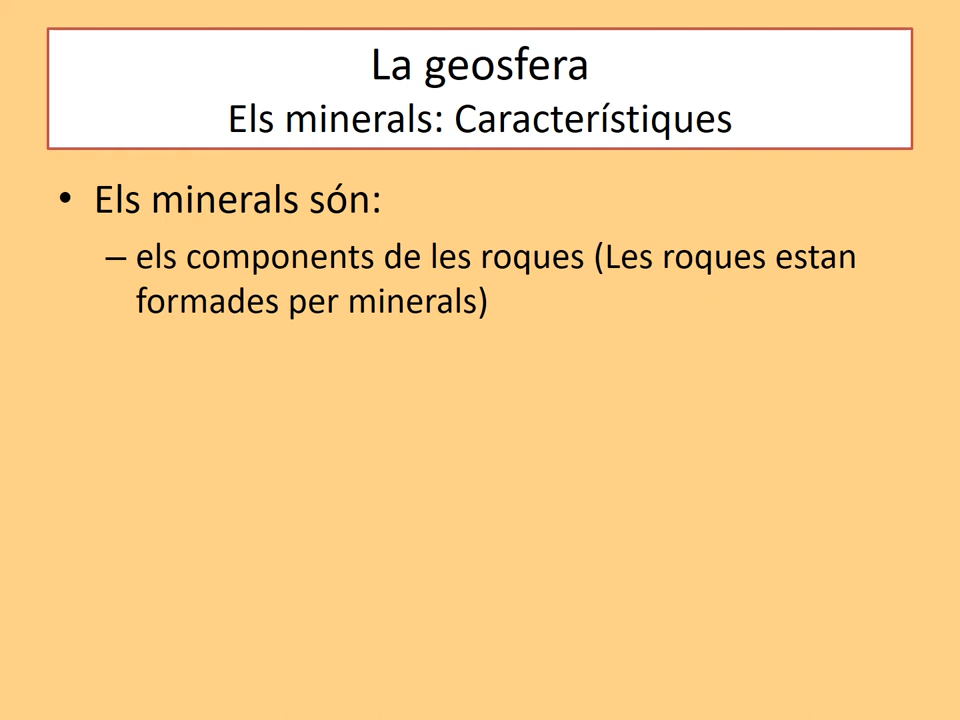 La geosfera
Els minerals: Característiques
• Els minerals són:
– els components de les roques (Les roques estan
formades per minerals)